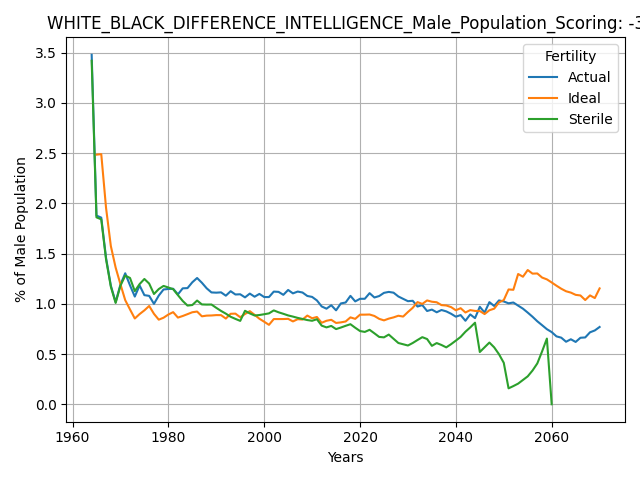 WHITE_BLACK_DIFFERENCE_INTELLIGENCE_Male_Population_Scoring: -3
Fertility
Actual
Ideal
Sterile
% of Male Population
3.5
3.0
2.5
2.0
1.5
1.0
0.5
0.0
1960 1980 2000 2020 2040 2060
Years